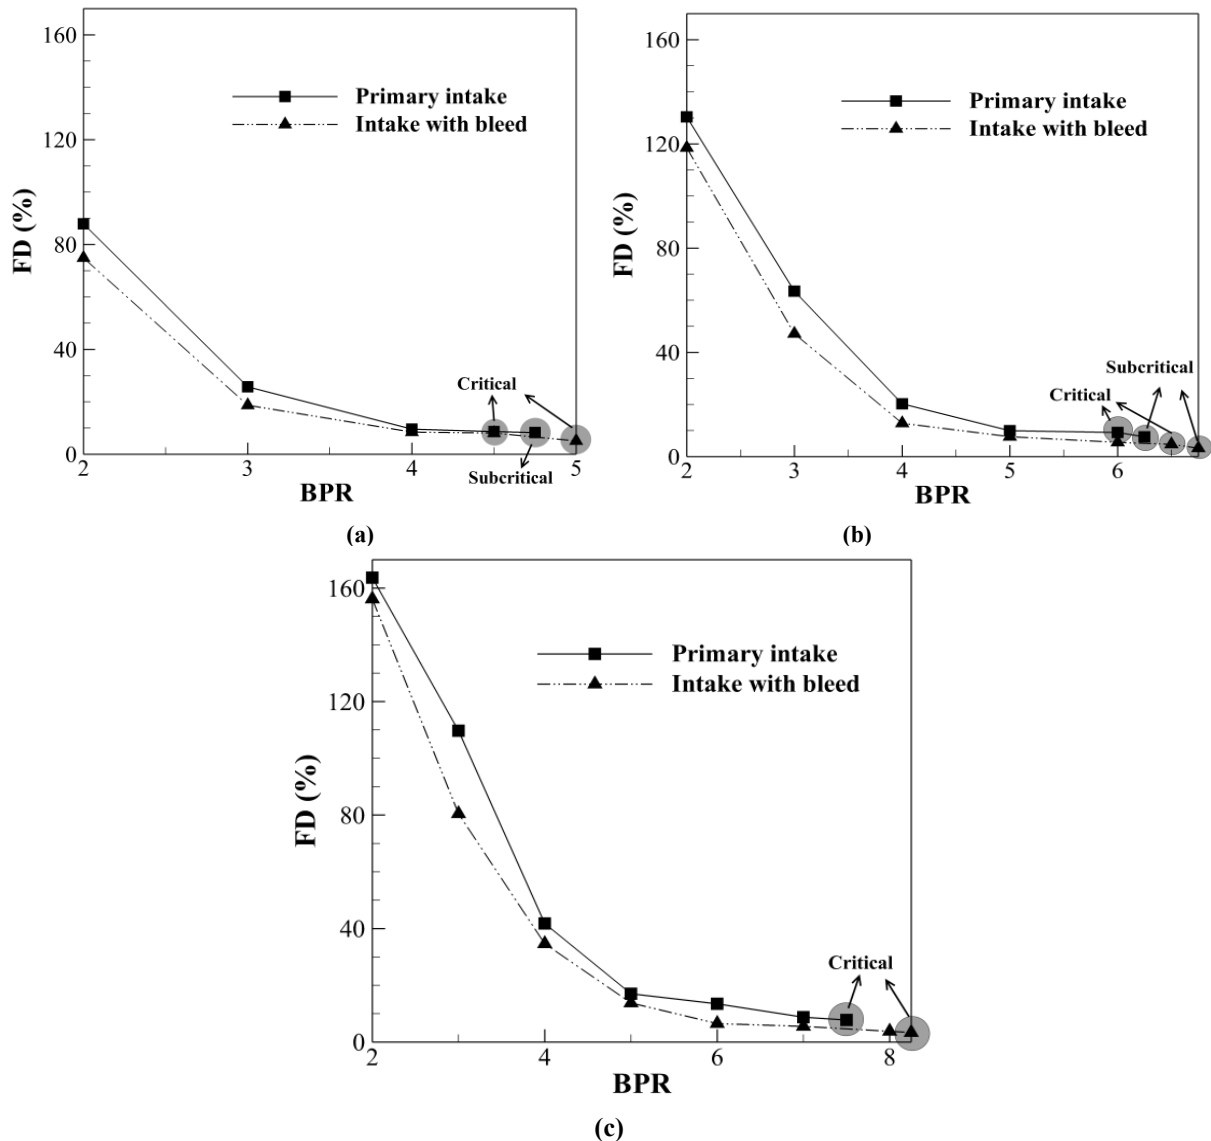 160
120
80
40
0
FD (%)
Primary intake
Intake with bleed
Critical
Subcritical
2 3 4 5
BPR
(a)
160
120
80
40
0
FD (%)
Primary intake
Intake with bleed
Subcritical
Critical
2 3 4 5 6
BPR
(b)
160
120
80
40
0
FD (%)
Primary intake
Intake with bleed
Critical
2 4 6 8
BPR
(c)